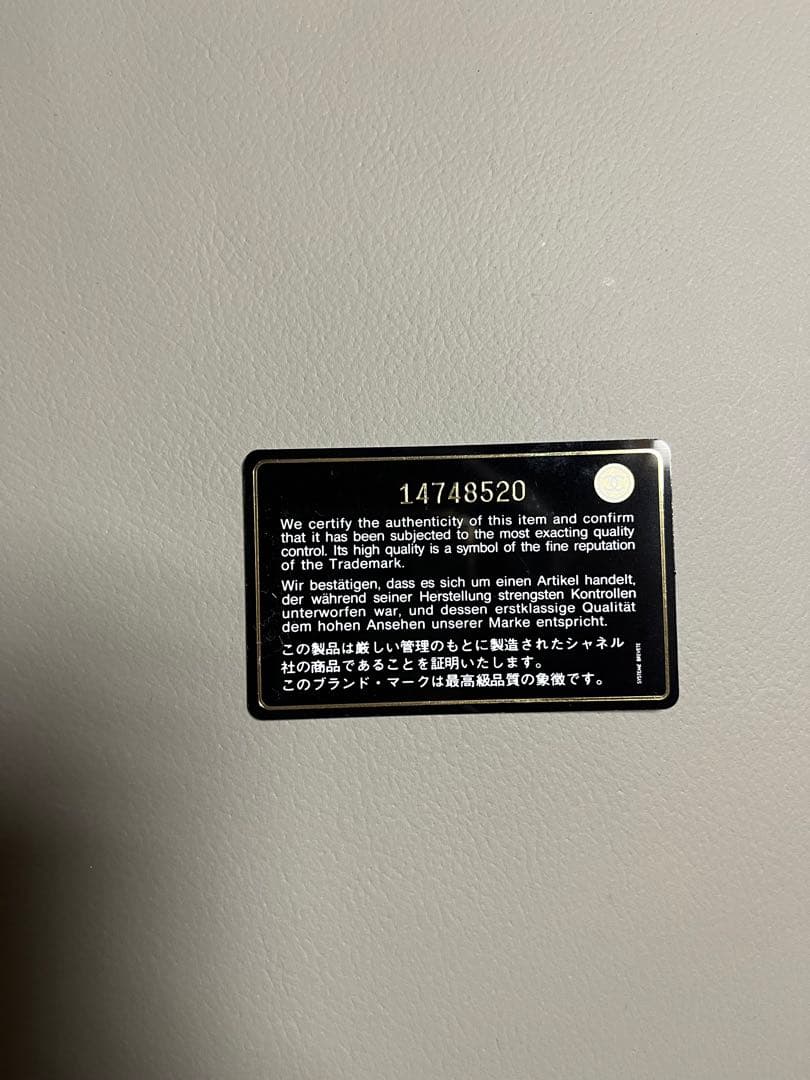 14748520
We certify the authenticity of this item and confirm
that it has been subjected to the most exacting quality
control. Its high quality is a symbol of the fine reputation
of the Trademark.
Wir bestätigen, dass es sich um einen Artikel handelt,
der während seiner Herstellung strengsten Kontrollen
unterworfen war, und dessen erstklassige Qualität
dem hohen Ansehen unserer Marke entspricht.
この製品は厳しい管理のもとに製造されたシャネル
社の商品であることを証明いたします。
このブランド・マークは最高級品質の象徴です。
SYSTEME BREVETE